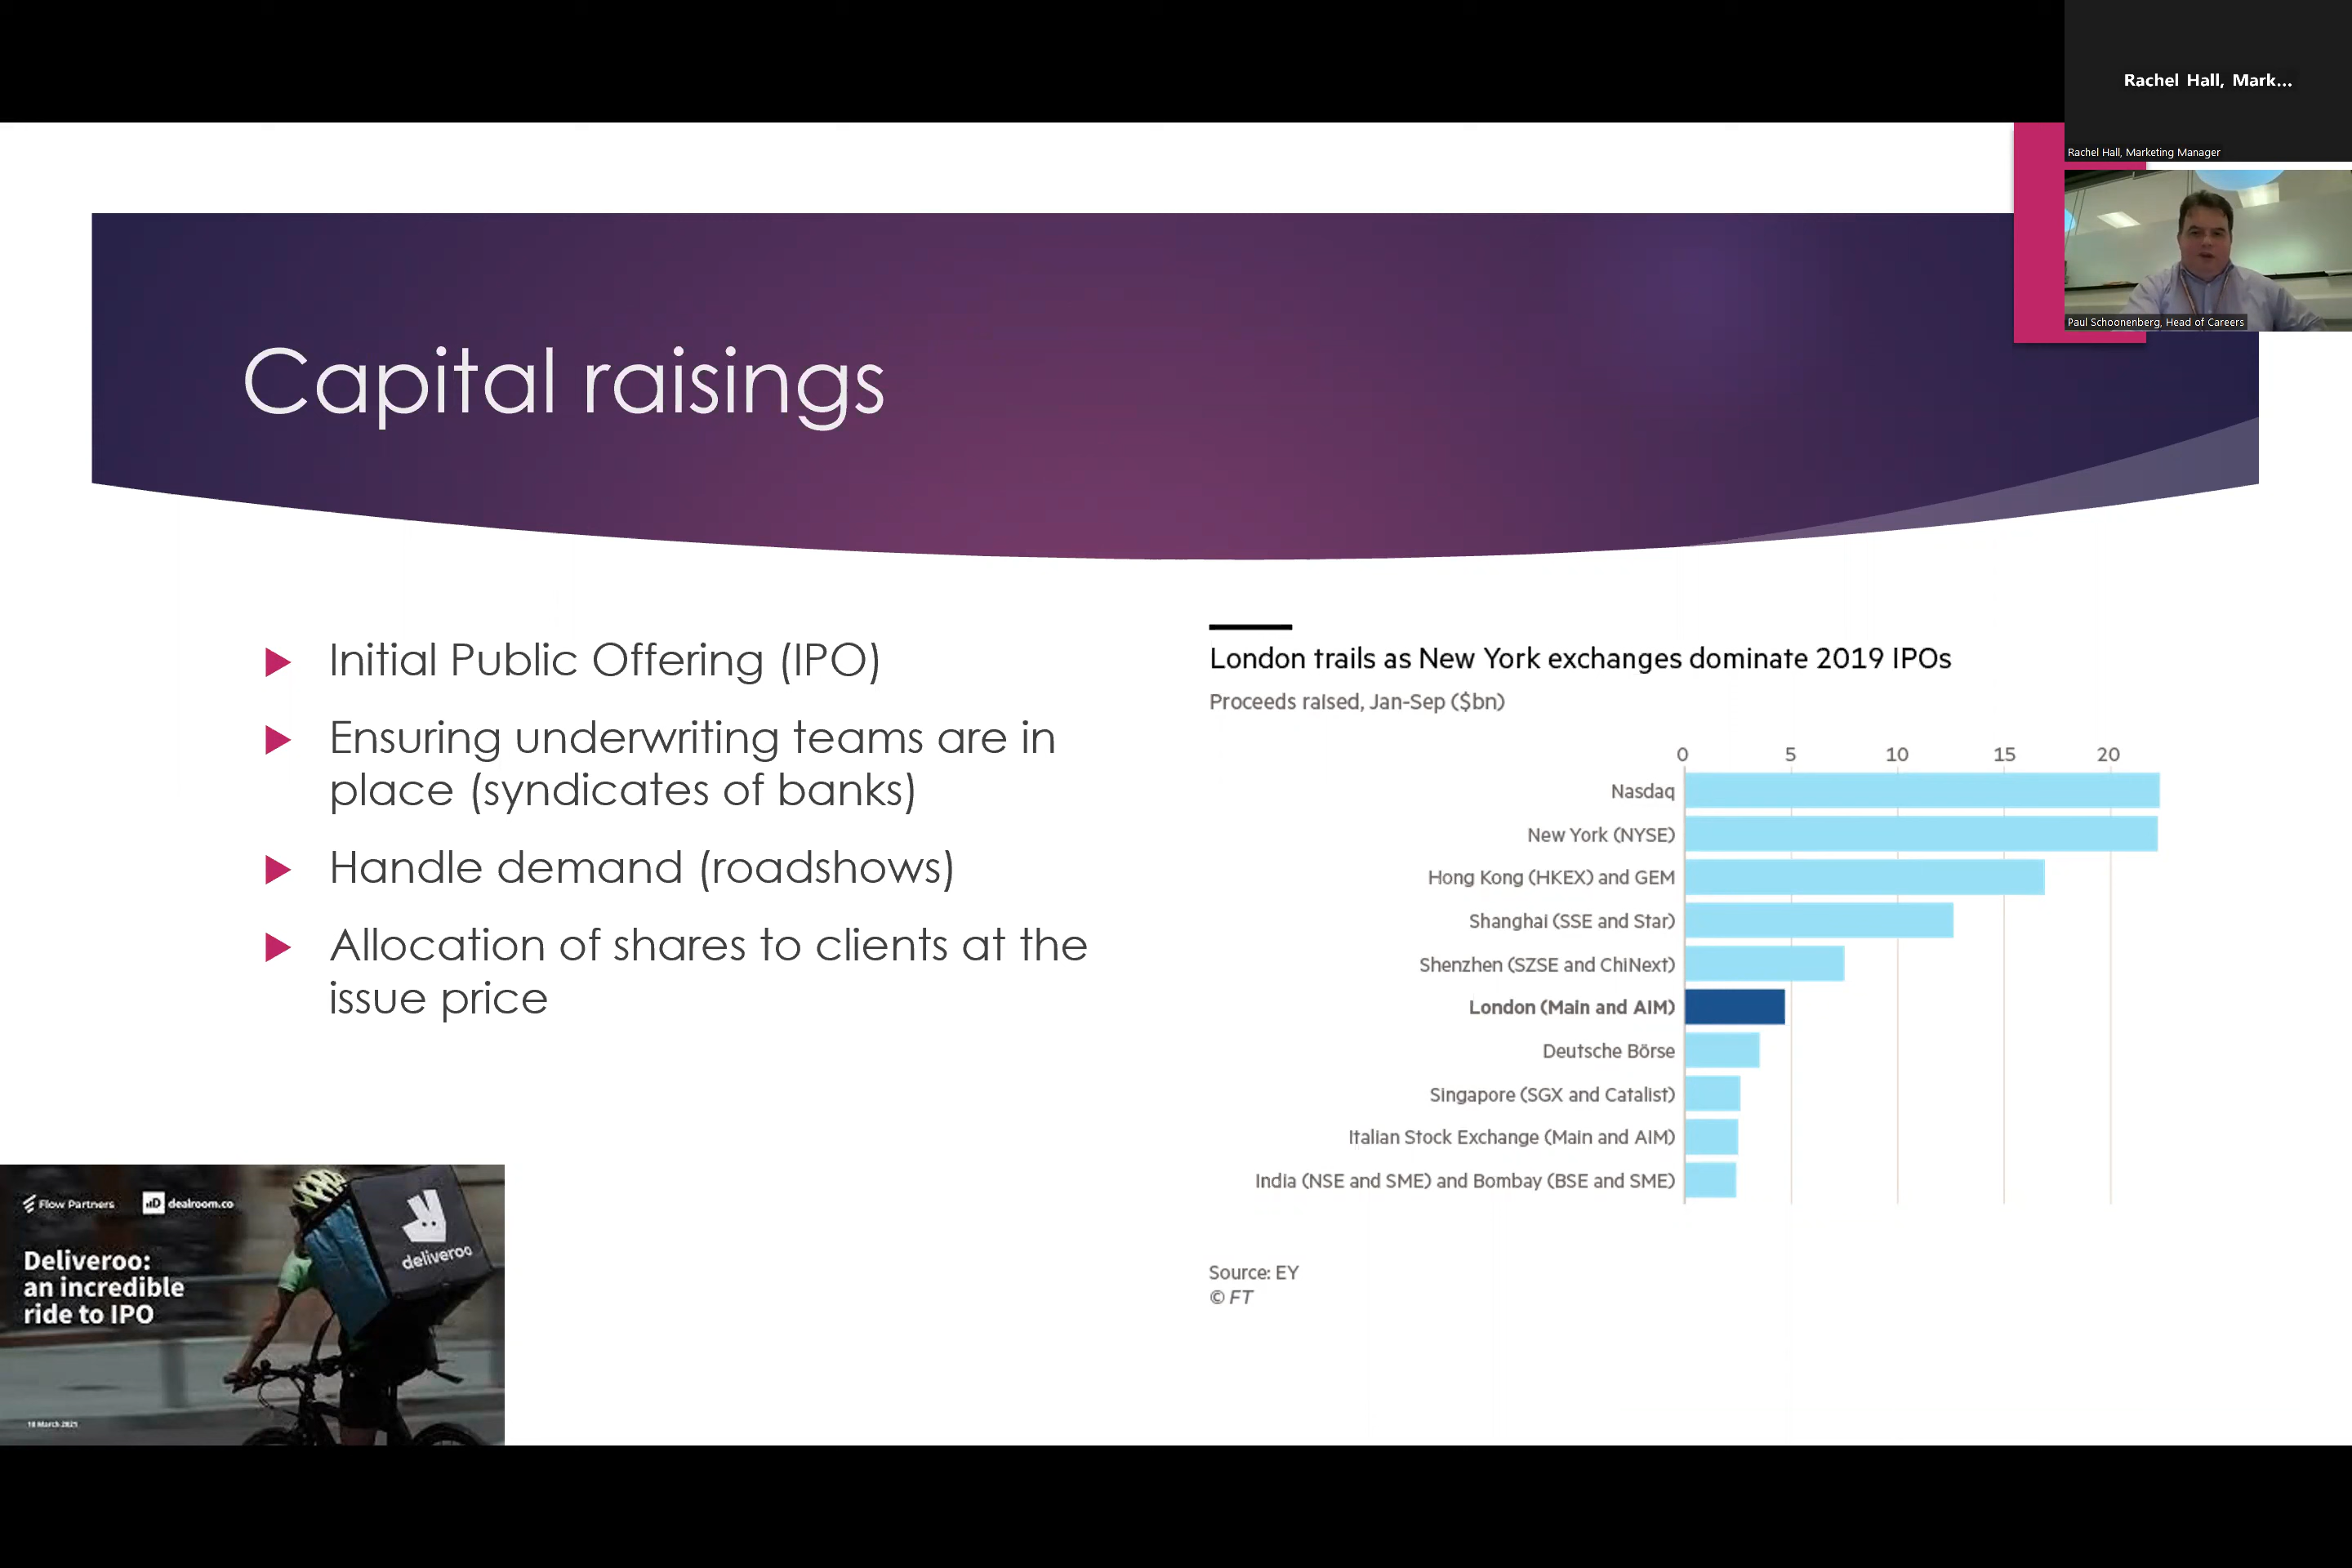 Rachel Hall, Mark...
Rachel Hall, Marketing Manager
Paul Schoonenberg, Head of Careers
Capital raisings
Initial Public Offering (IPO)
Ensuring underwriting teams are in
place (syndicates of banks)
Handle demand (roadshows)
Allocation of shares to clients at the
issue price
London trails as New York exchanges dominate 2019 IPOs
Proceeds raised, Jan-Sep ($bn)
0 5 10 15 20
Nasdaq
New York (NYSE)
Hong Kong (HKEX) and GEM
Shanghai (SSE and Star)
Shenzhen (SZSE and ChiNext)
London (Main and AIM)
Deutsche Börse
Singapore (SGX and Catalist)
Italian Stock Exchange (Main and AIM)
India (NSE and SME) and Bombay (BSE and SME)
Source: EY
© FT
Flow Partners
dealroom.co
Deliveroo:
an incredible
ride to IPO
deliveroo
18 March 2021